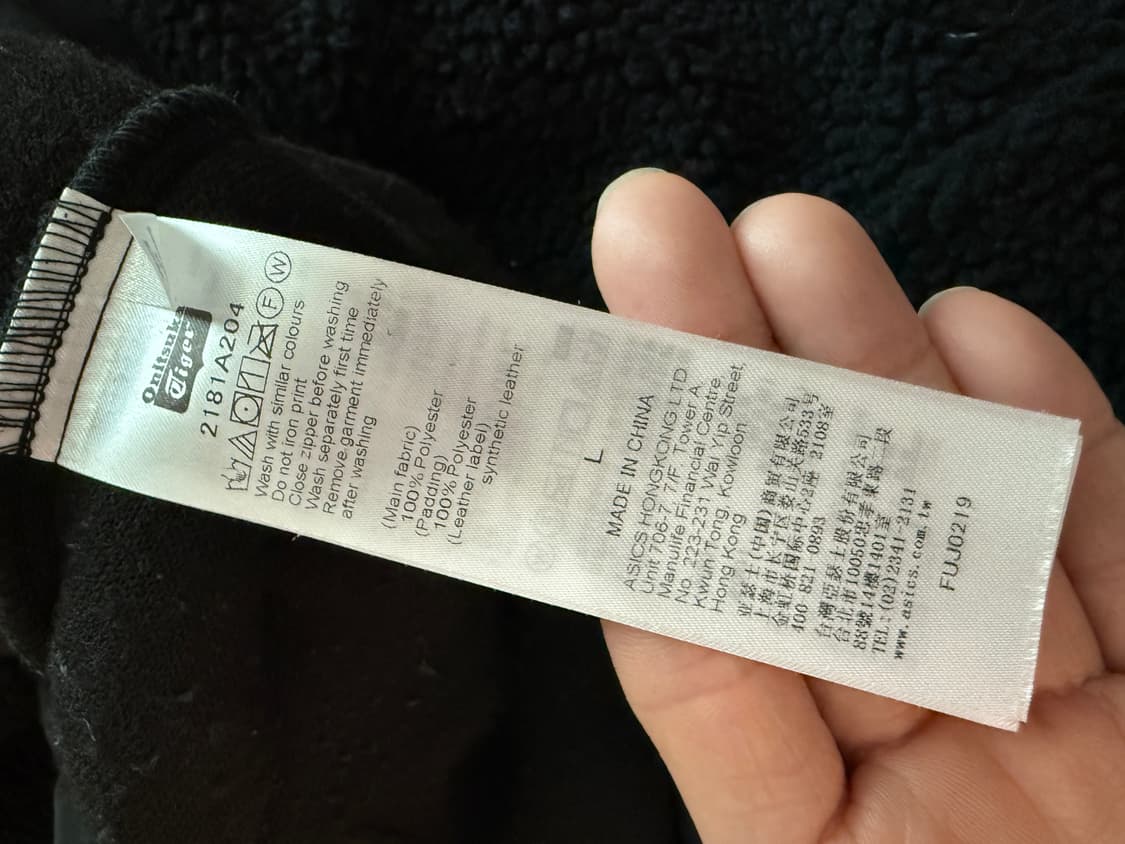 Onitsuka
Tiger
2181A204
F W
Wash with similar colours
Do not iron print
Close zipper before washing
Wash separately first time
Remove garment immediately
after washing
(Main fabric)
100% Polyester
(Padding)
100% Polyester
(Leather label)
synthetic leather
L
MADE IN CHINA
ASICS HONGKONG LTD
Unit 706-7 7/F Tower A
Manulife Financial Centre
No 223-231 Wai Yip Street,
Kwun Tong, Kowloon
Hong Kong
亚瑟士(中国)商贸有限公司
上海市长宁区娄山关路533号
金虹桥国际中心2座 2108室
400 821 0893
台灣亞瑟士股份有限公司
台北市10050忠孝東路二段
88號14樓1401室
TEL:(02)2341-2131
www.asics.com.tw
FUJ0219